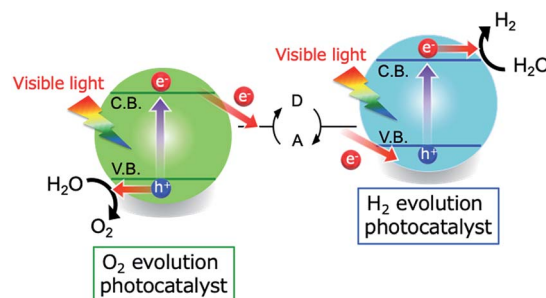 Visible light
C.B.
e⁻
e⁻
V.B.
h⁺
H₂O
O₂
O₂ evolution
photocatalyst
D
A
Visible light
C.B.
e⁻
H₂
H₂O
V.B.
h⁺
e⁻
H₂ evolution
photocatalyst